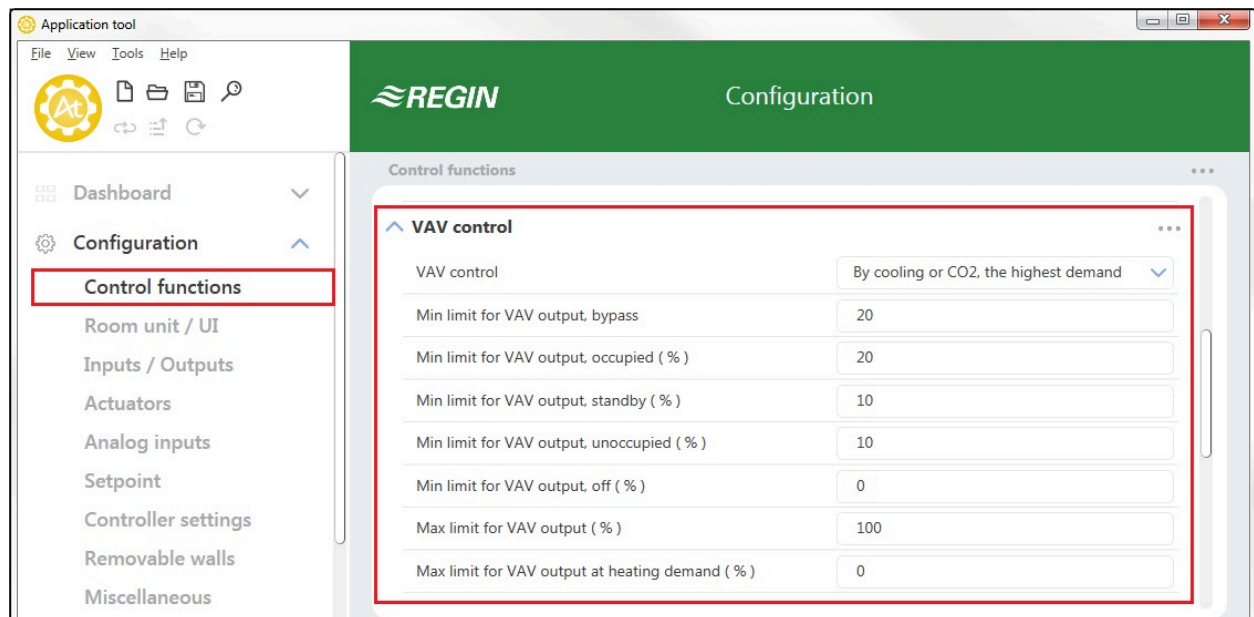 Application tool
File View Tools Help
At
REGIN
Configuration
Dashboard
Configuration
Control functions
Room unit / UI
Inputs / Outputs
Actuators
Analog inputs
Setpoint
Controller settings
Removable walls
Miscellaneous
Control functions
VAV control
VAV control By cooling or CO2, the highest demand
Min limit for VAV output, bypass 20
Min limit for VAV output, occupied ( % ) 20
Min limit for VAV output, standby ( % ) 10
Min limit for VAV output, unoccupied ( % ) 10
Min limit for VAV output, off ( % ) 0
Max limit for VAV output ( % ) 100
Max limit for VAV output at heating demand ( % ) 0